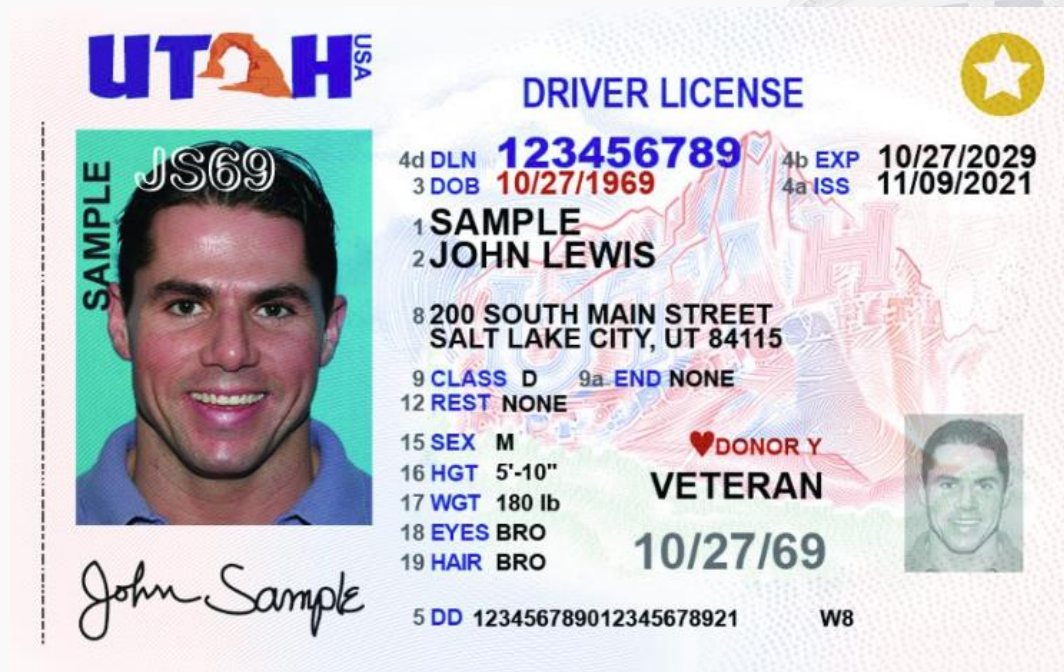 UTAH
USA
DRIVER LICENSE
SAMPLE
JS69
4d DLN 123456789
4b EXP 10/27/2029
3 DOB 10/27/1969
4a ISS 11/09/2021
1 SAMPLE
2 JOHN LEWIS
8 200 SOUTH MAIN STREET
SALT LAKE CITY, UT 84115
9 CLASS D 9a END NONE
12 REST NONE
15 SEX M
DONOR Y
16 HGT 5'-10"
VETERAN
17 WGT 180 lb
18 EYES BRO
10/27/69
19 HAIR BRO
John Sample
5 DD 123456789012345678921 W8
UTAH